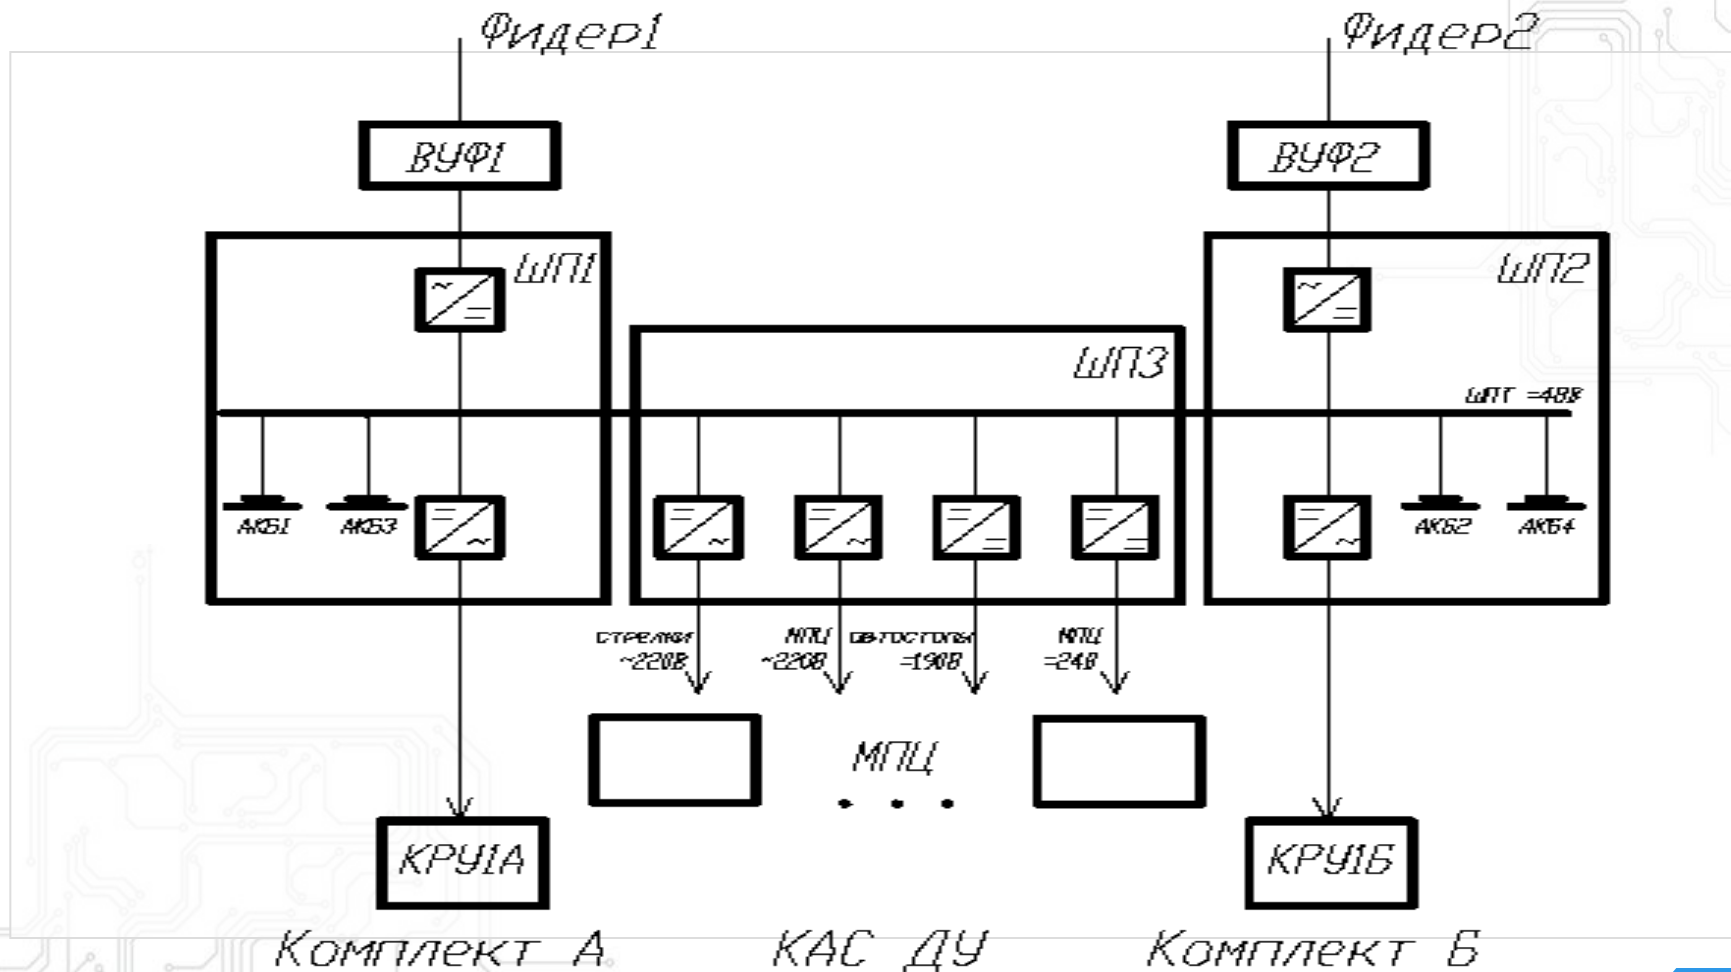 Фидер1
Фидер2
ВУФ1
ВУФ2
ШП1
ШП2
ШП3
ШПТ =48В
АКБ1
АКБ3
АКБ2
АКБ4
стрелки
~220В
МПЦ
~220В
автостопы
=190В
МПЦ
=24В
МПЦ
• • •
КРУ1А
КРУ1Б
Комплект А
КАС ДУ
Комплект Б